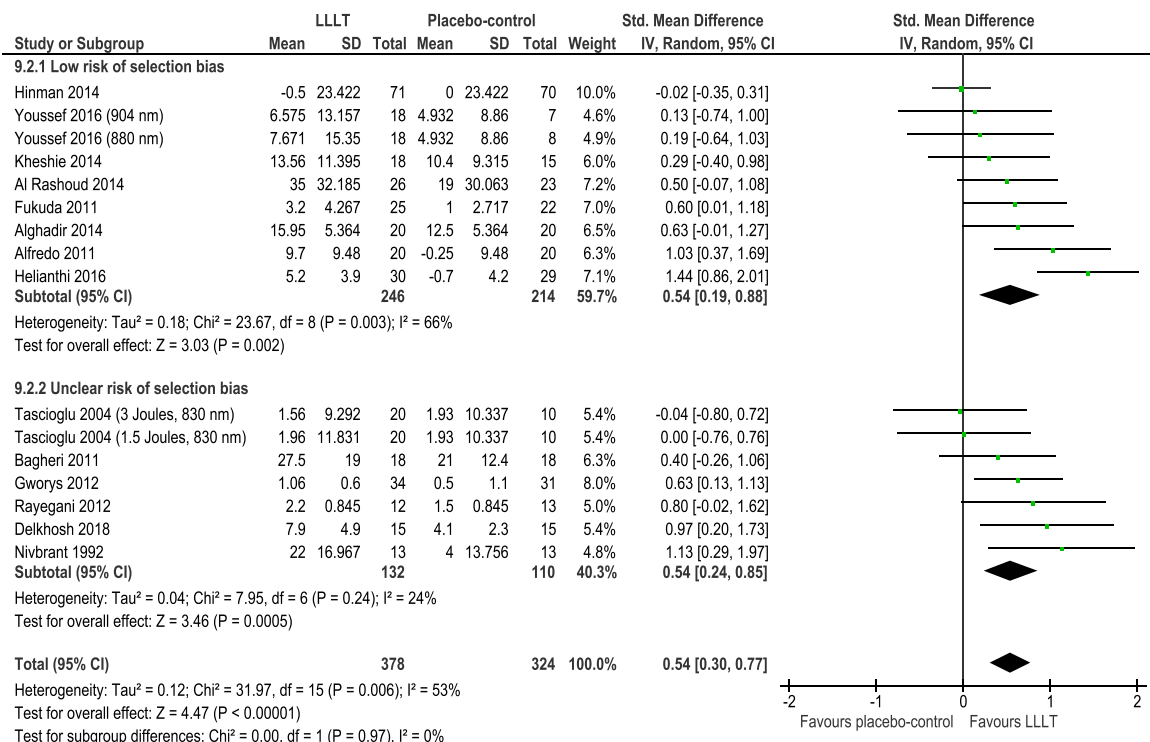 LLLT Placebo-control Std. Mean Difference Std. Mean Difference
Study or Subgroup Mean SD Total Mean SD Total Weight IV, Random, 95% CI IV, Random, 95% CI
9.2.1 Low risk of selection bias
Hinman 2014 -0.5 23.422 71 0 23.422 70 10.0% -0.02 [-0.35, 0.31]
Youssef 2016 (904 nm) 6.575 13.157 18 4.932 8.86 7 4.6% 0.13 [-0.74, 1.00]
Youssef 2016 (880 nm) 7.671 15.35 18 4.932 8.86 8 4.9% 0.19 [-0.64, 1.03]
Kheshie 2014 13.56 11.395 18 10.4 9.315 15 6.0% 0.29 [-0.40, 0.98]
Al Rashoud 2014 35 32.185 26 19 30.063 23 7.2% 0.50 [-0.07, 1.08]
Fukuda 2011 3.2 4.267 25 1 2.717 22 7.0% 0.60 [0.01, 1.18]
Alghadir 2014 15.95 5.364 20 12.5 5.364 20 6.5% 0.63 [-0.01, 1.27]
Alfredo 2011 9.7 9.48 20 -0.25 9.48 20 6.3% 1.03 [0.37, 1.69]
Helianthi 2016 5.2 3.9 30 -0.7 4.2 29 7.1% 1.44 [0.86, 2.01]
Subtotal (95% CI) 246 214 59.7% 0.54 [0.19, 0.88]
Heterogeneity: Tau² = 0.18; Chi² = 23.67, df = 8 (P = 0.003); I² = 66%
Test for overall effect: Z = 3.03 (P = 0.002)
9.2.2 Unclear risk of selection bias
Tascioglu 2004 (3 Joules, 830 nm) 1.56 9.292 20 1.93 10.337 10 5.4% -0.04 [-0.80, 0.72]
Tascioglu 2004 (1.5 Joules, 830 nm) 1.96 11.831 20 1.93 10.337 10 5.4% 0.00 [-0.76, 0.76]
Bagheri 2011 27.5 19 18 21 12.4 18 6.3% 0.40 [-0.26, 1.06]
Gworys 2012 1.06 0.6 34 0.5 1.1 31 8.0% 0.63 [0.13, 1.13]
Rayegani 2012 2.2 0.845 12 1.5 0.845 13 5.0% 0.80 [-0.02, 1.62]
Delkhosh 2018 7.9 4.9 15 4.1 2.3 15 5.4% 0.97 [0.20, 1.73]
Nivbrant 1992 22 16.967 13 4 13.756 13 4.8% 1.13 [0.29, 1.97]
Subtotal (95% CI) 132 110 40.3% 0.54 [0.24, 0.85]
Heterogeneity: Tau² = 0.04; Chi² = 7.95, df = 6 (P = 0.24); I² = 24%
Test for overall effect: Z = 3.46 (P = 0.0005)
Total (95% CI) 378 324 100.0% 0.54 [0.30, 0.77]
Heterogeneity: Tau² = 0.12; Chi² = 31.97, df = 15 (P = 0.006); I² = 53%
Test for overall effect: Z = 4.47 (P < 0.00001)
Test for subgroup differences: Chi² = 0.00, df = 1 (P = 0.97), I² = 0%
-2 -1 0 1 2
Favours placebo-control Favours LLLT